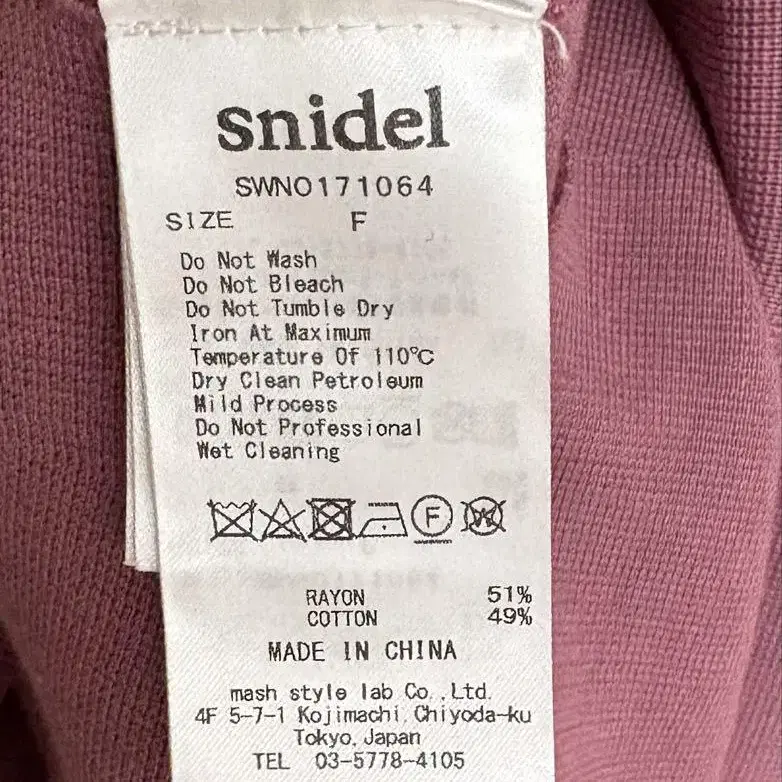 snidel
SWNO171064
SIZE F
Do Not Wash
Do Not Bleach
Do Not Tumble Dry
Iron At Maximum
Temperature Of 110℃
Dry Clean Petroleum
Mild Process
Do Not Professional
Wet Cleaning
F W
RAYON 51%
COTTON 49%
MADE IN CHINA
mash style lab Co.,Ltd.
4F 5-7-1 Kojimachi Chiyoda-ku
Tokyo, Japan
TEL 03-5778-4105